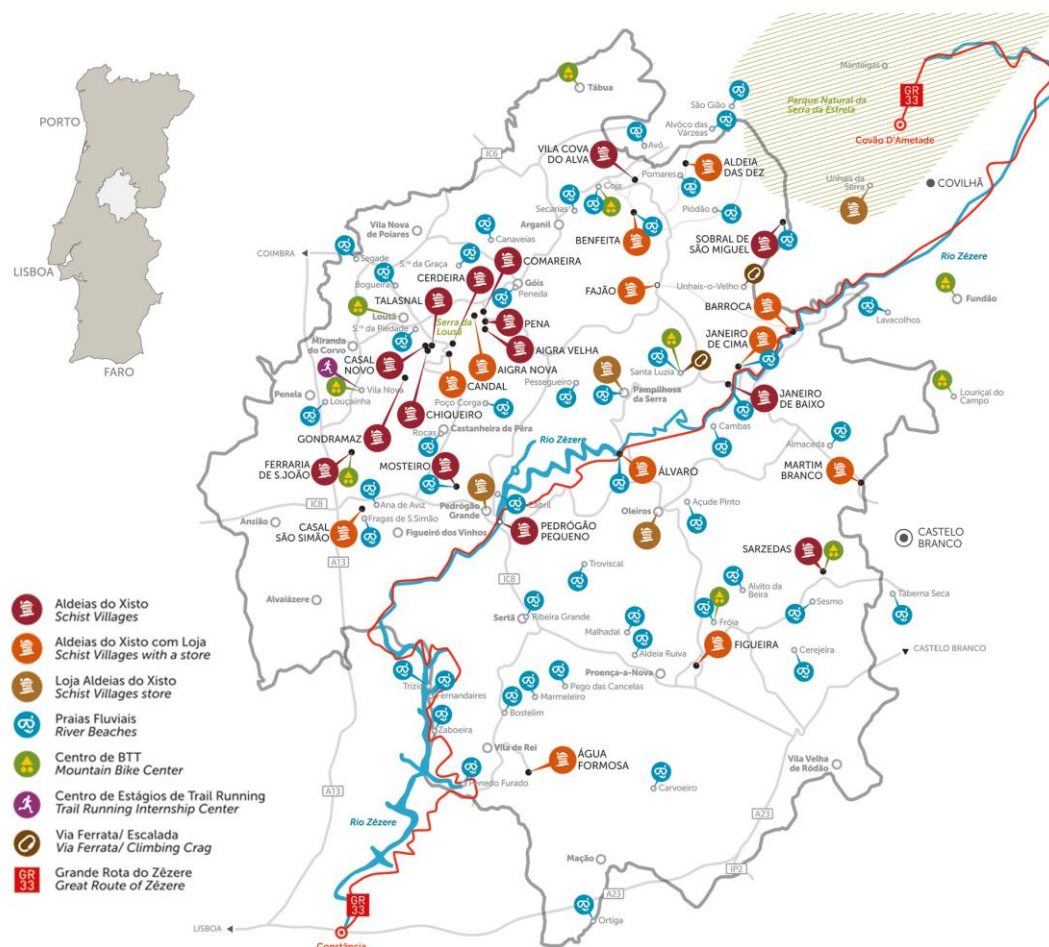 PORTO
LISBOA
FARO
Tábua
IC6
São Gião
Alvôco das
Várzeas
Avô
Manteigas
Parque Natural da
Serra da Estrela
GR
33
Covão D'Ametade
VILA COVA
DO ALVA
Pomares
ALDEIA
DAS DEZ
Unhais da
Serra
COVILHÃ
Coja
Secarias
Piódão
Vila Nova
de Poiares
Arganil
BENFEITA
SOBRAL DE
SÃO MIGUEL
Rio Zêzere
COIMBRA
Segade
Canaveias
S.ra da Graça
COMAREIRA
CERDEIRA
Bogueira
Góis
Peneda
FAJÃO
Unhais-o-Velho
BARROCA
Fundão
TALASNAL
Lousã
S.ra da Piedade
Serra da
Lousã
PENA
Lavacolhos
Miranda
do Corvo
AIGRA VELHA
JANEIRO
DE CIMA
CASAL
NOVO
AIGRA NOVA
Santa Luzia
CANDAL
Pessegueiro
Pampilhosa
da Serra
JANEIRO
DE BAIXO
Louriçal do
Campo
Penela
Vila Nova
Louçainha
Poço Corga
CHIQUEIRO
Castanheira de Pêra
Rocas
Cambas
GONDRAMAZ
Rio Zêzere
Almaceda
FERRARIA
DE S.JOÃO
MOSTEIRO
ÁLVARO
MARTIM
BRANCO
IC8
Ana de Aviz
Pedrógão
Grande
Cabril
Açude Pinto
Ansião
Fragas de S.Simão
Oleiros
CASAL
SÃO SIMÃO
Figueiró dos Vinhos
PEDRÓGÃO
PEQUENO
CASTELO
BRANCO
SARZEDAS
A13
Troviscal
IC8
Alvaiázere
Alvito da
Beira
Taberna Seca
Sertã
Ribeira Grande
Sesmo
Malhadal
Fróia
FIGUEIRA
Aldeia Ruiva
Cerejeira
CASTELO BRANCO
Proença-a-Nova
Trízio
Fernandaires
Pego das Cancelas
Marmeleiro
Bostelim
Zaboeira
Vila de Rei
ÁGUA
FORMOSA
Vila Velha
de Ródão
Penedo Furado
Carvoeiro
A13
Rio Zêzere
A23
Mação
IP2
A23
GR
33
LISBOA
Ortiga
Constância
Aldeias do Xisto
Schist Villages
Aldeias do Xisto com Loja
Schist Villages with a store
Loja Aldeias do Xisto
Schist Villages store
Praias Fluviais
River Beaches
Centro de BTT
Mountain Bike Center
Centro de Estágios de Trail Running
Trail Running Internship Center
Via Ferrata/ Escalada
Via Ferrata/ Climbing Crag
GR
33
Grande Rota do Zêzere
Great Route of Zêzere